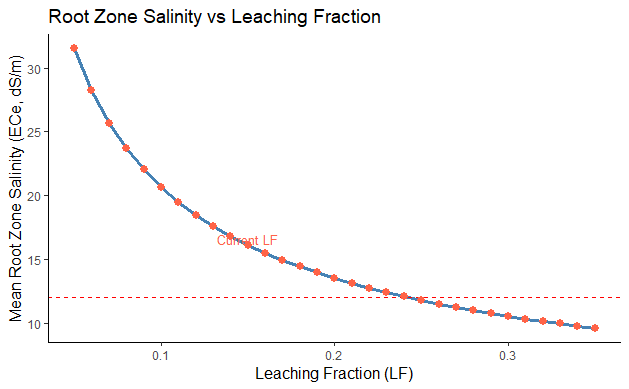 Root Zone Salinity vs Leaching Fraction
Mean Root Zone Salinity (ECe, dS/m)
30
25
20
15
10
Current LF
0.1
0.2
0.3
Leaching Fraction (LF)